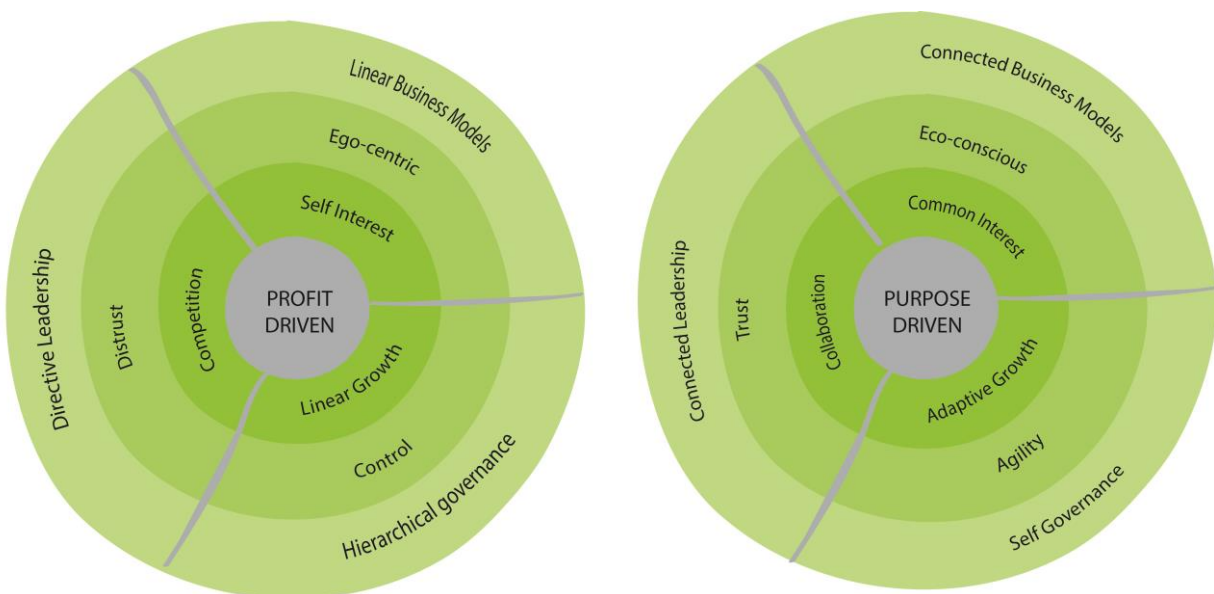 Linear Business Models
Ego-centric
Self Interest
Directive Leadership
Distrust
Competition
PROFIT
DRIVEN
Linear Growth
Control
Hierarchical governance
Connected Business Models
Eco-conscious
Common Interest
Connected Leadership
Trust
Collaboration
PURPOSE
DRIVEN
Adaptive Growth
Agility
Self Governance